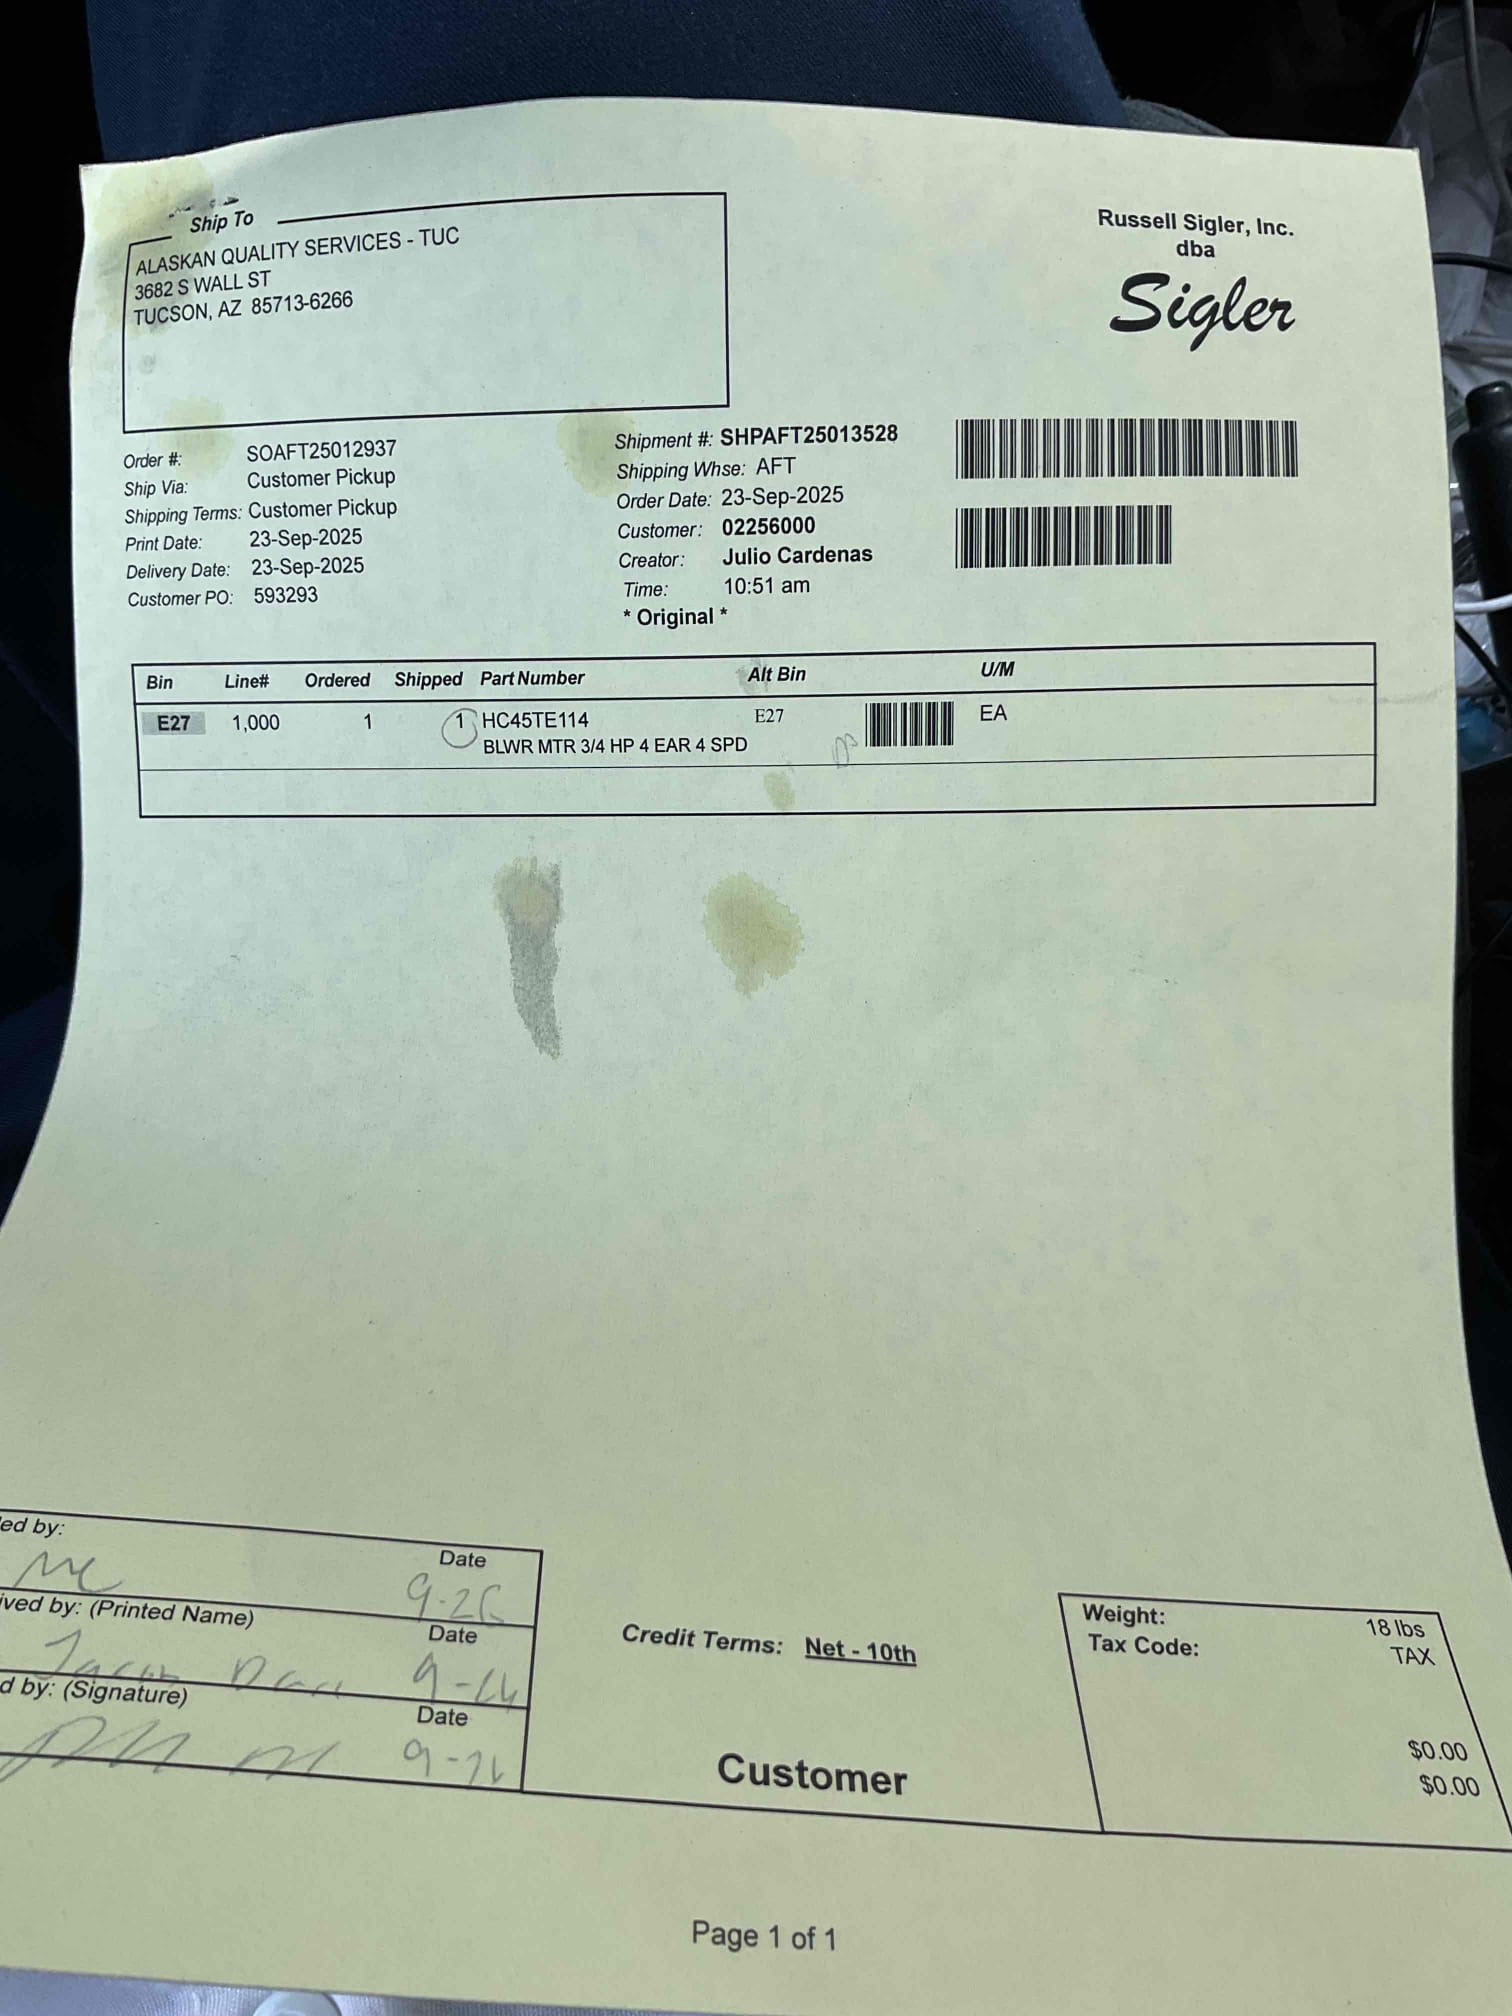 Ship To
ALASKAN QUALITY SERVICES - TUC
3682 S WALL ST
TUCSON, AZ 85713-6266
Russell Sigler, Inc.
dba
Sigler
Order #: SOAFT25012937
Ship Via: Customer Pickup
Shipping Terms: Customer Pickup
Print Date: 23-Sep-2025
Delivery Date: 23-Sep-2025
Customer PO: 593293
Shipment #: SHPAFT25013528
Shipping Whse: AFT
Order Date: 23-Sep-2025
Customer: 02256000
Creator: Julio Cardenas
Time: 10:51 am
* Original *
Bin Line# Ordered Shipped Part Number Alt Bin U/M
E27 1,000 1 1 HC45TE114 E27 EA
BLWR MTR 3/4 HP 4 EAR 4 SPD
ed by:
Date
9-26
ived by: (Printed Name)
Date
d by: (Signature)
Date
Credit Terms: Net - 10th
Customer
Weight: 18 lbs
Tax Code: TAX
$0.00
$0.00
Page 1 of 1